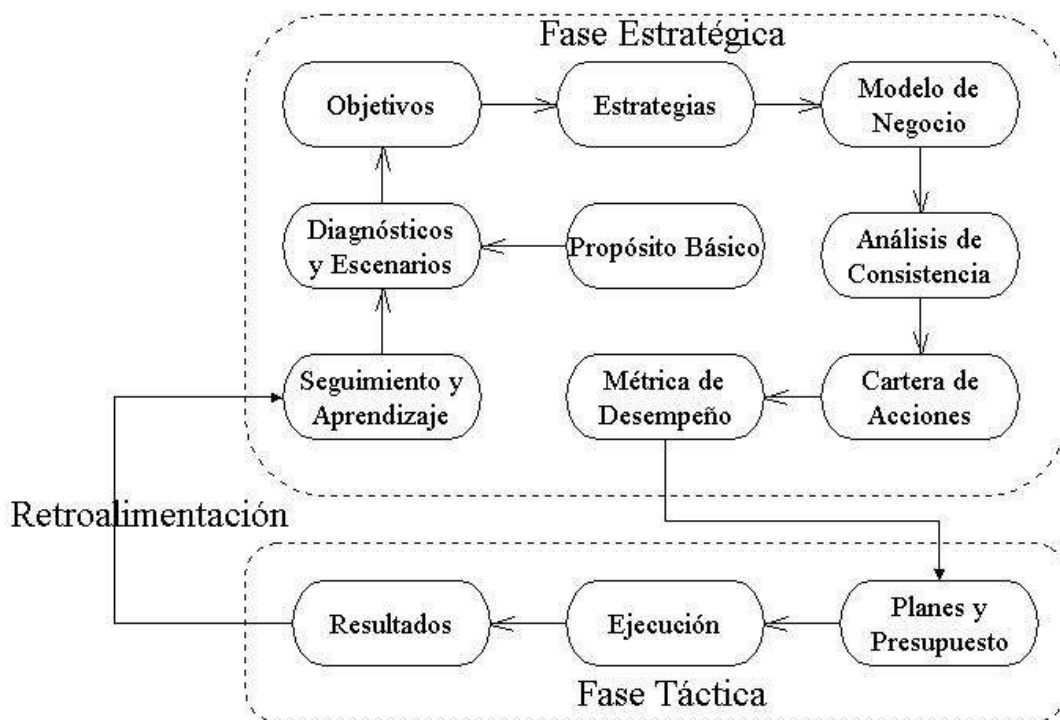 Fase Estratégica
Objetivos
Estrategias
Modelo de
Negocio
Diagnósticos
y Escenarios
Propósito Básico
Análisis de
Consistencia
Seguimiento y
Aprendizaje
Métrica de
Desempeño
Cartera de
Acciones
Retroalimentación
Resultados
Ejecución
Planes y
Presupuesto
Fase Táctica